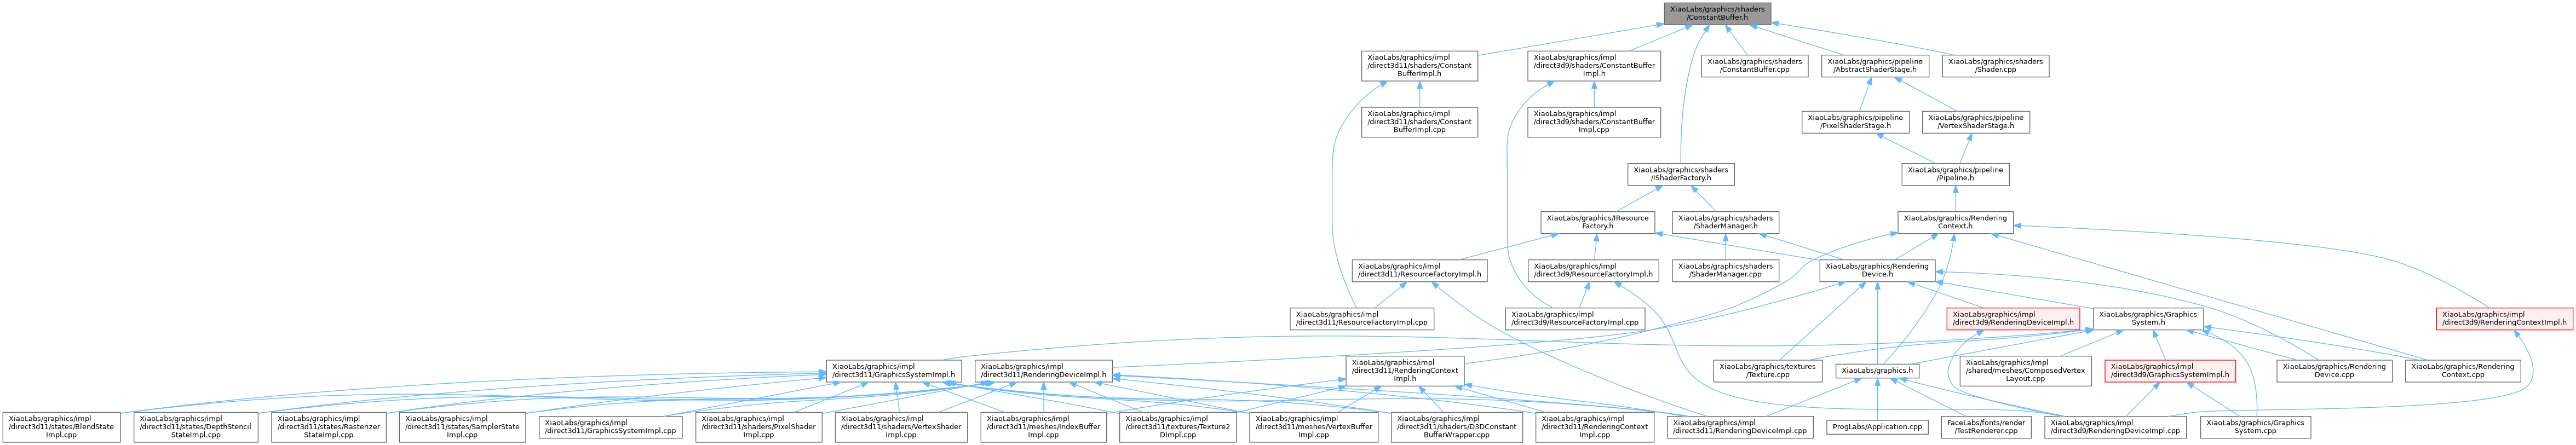 XiaoLabs/graphics/shaders
/ConstantBuffer.h
XiaoLabs/graphics/impl
/direct3d11/shaders/Constant
BufferImpl.h
XiaoLabs/graphics/impl
/direct3d9/shaders/ConstantBuffer
Impl.h
XiaoLabs/graphics/shaders
/ConstantBuffer.cpp
XiaoLabs/graphics/pipeline
/AbstractShaderStage.h
XiaoLabs/graphics/shaders
/Shader.cpp
XiaoLabs/graphics/impl
/direct3d11/shaders/Constant
BufferImpl.cpp
XiaoLabs/graphics/impl
/direct3d9/shaders/ConstantBuffer
Impl.cpp
XiaoLabs/graphics/pipeline
/PixelShaderStage.h
XiaoLabs/graphics/pipeline
/VertexShaderStage.h
XiaoLabs/graphics/shaders
/IShaderFactory.h
XiaoLabs/graphics/pipeline
/Pipeline.h
XiaoLabs/graphics/IResource
Factory.h
XiaoLabs/graphics/shaders
/ShaderManager.h
XiaoLabs/graphics/Rendering
Context.h
XiaoLabs/graphics/impl
/direct3d11/ResourceFactoryImpl.h
XiaoLabs/graphics/impl
/direct3d9/ResourceFactoryImpl.h
XiaoLabs/graphics/shaders
/ShaderManager.cpp
XiaoLabs/graphics/Rendering
Device.h
XiaoLabs/graphics/impl
/direct3d11/ResourceFactoryImpl.cpp
XiaoLabs/graphics/impl
/direct3d9/ResourceFactoryImpl.cpp
XiaoLabs/graphics/impl
/direct3d9/RenderingDeviceImpl.h
XiaoLabs/graphics/Graphics
System.h
XiaoLabs/graphics/impl
/direct3d9/RenderingContextImpl.h
XiaoLabs/graphics/impl
/direct3d11/GraphicsSystemImpl.h
XiaoLabs/graphics/impl
/direct3d11/RenderingDeviceImpl.h
XiaoLabs/graphics/impl
/direct3d11/RenderingContext
Impl.h
XiaoLabs/graphics/textures
/Texture.cpp
XiaoLabs/graphics.h
XiaoLabs/graphics/impl
/shared/meshes/ComposedVertex
Layout.cpp
XiaoLabs/graphics/impl
/direct3d9/GraphicsSystemImpl.h
XiaoLabs/graphics/Rendering
Device.cpp
XiaoLabs/graphics/Rendering
Context.cpp
XiaoLabs/graphics/impl
/direct3d11/states/BlendState
Impl.cpp
XiaoLabs/graphics/impl
/direct3d11/states/DepthStencil
StateImpl.cpp
XiaoLabs/graphics/impl
/direct3d11/states/Rasterizer
StateImpl.cpp
XiaoLabs/graphics/impl
/direct3d11/states/SamplerState
Impl.cpp
XiaoLabs/graphics/impl
/direct3d11/GraphicsSystemImpl.cpp
XiaoLabs/graphics/impl
/direct3d11/shaders/PixelShader
Impl.cpp
XiaoLabs/graphics/impl
/direct3d11/shaders/VertexShader
Impl.cpp
XiaoLabs/graphics/impl
/direct3d11/meshes/IndexBuffer
Impl.cpp
XiaoLabs/graphics/impl
/direct3d11/textures/Texture2
DImpl.cpp
XiaoLabs/graphics/impl
/direct3d11/meshes/VertexBuffer
Impl.cpp
XiaoLabs/graphics/impl
/direct3d11/shaders/D3DConstant
BufferWrapper.cpp
XiaoLabs/graphics/impl
/direct3d11/RenderingContext
Impl.cpp
XiaoLabs/graphics/impl
/direct3d11/RenderingDeviceImpl.cpp
ProgLabs/Application.cpp
FaceLabs/fonts/render
/TestRenderer.cpp
XiaoLabs/graphics/impl
/direct3d9/RenderingDeviceImpl.cpp
XiaoLabs/graphics/Graphics
System.cpp